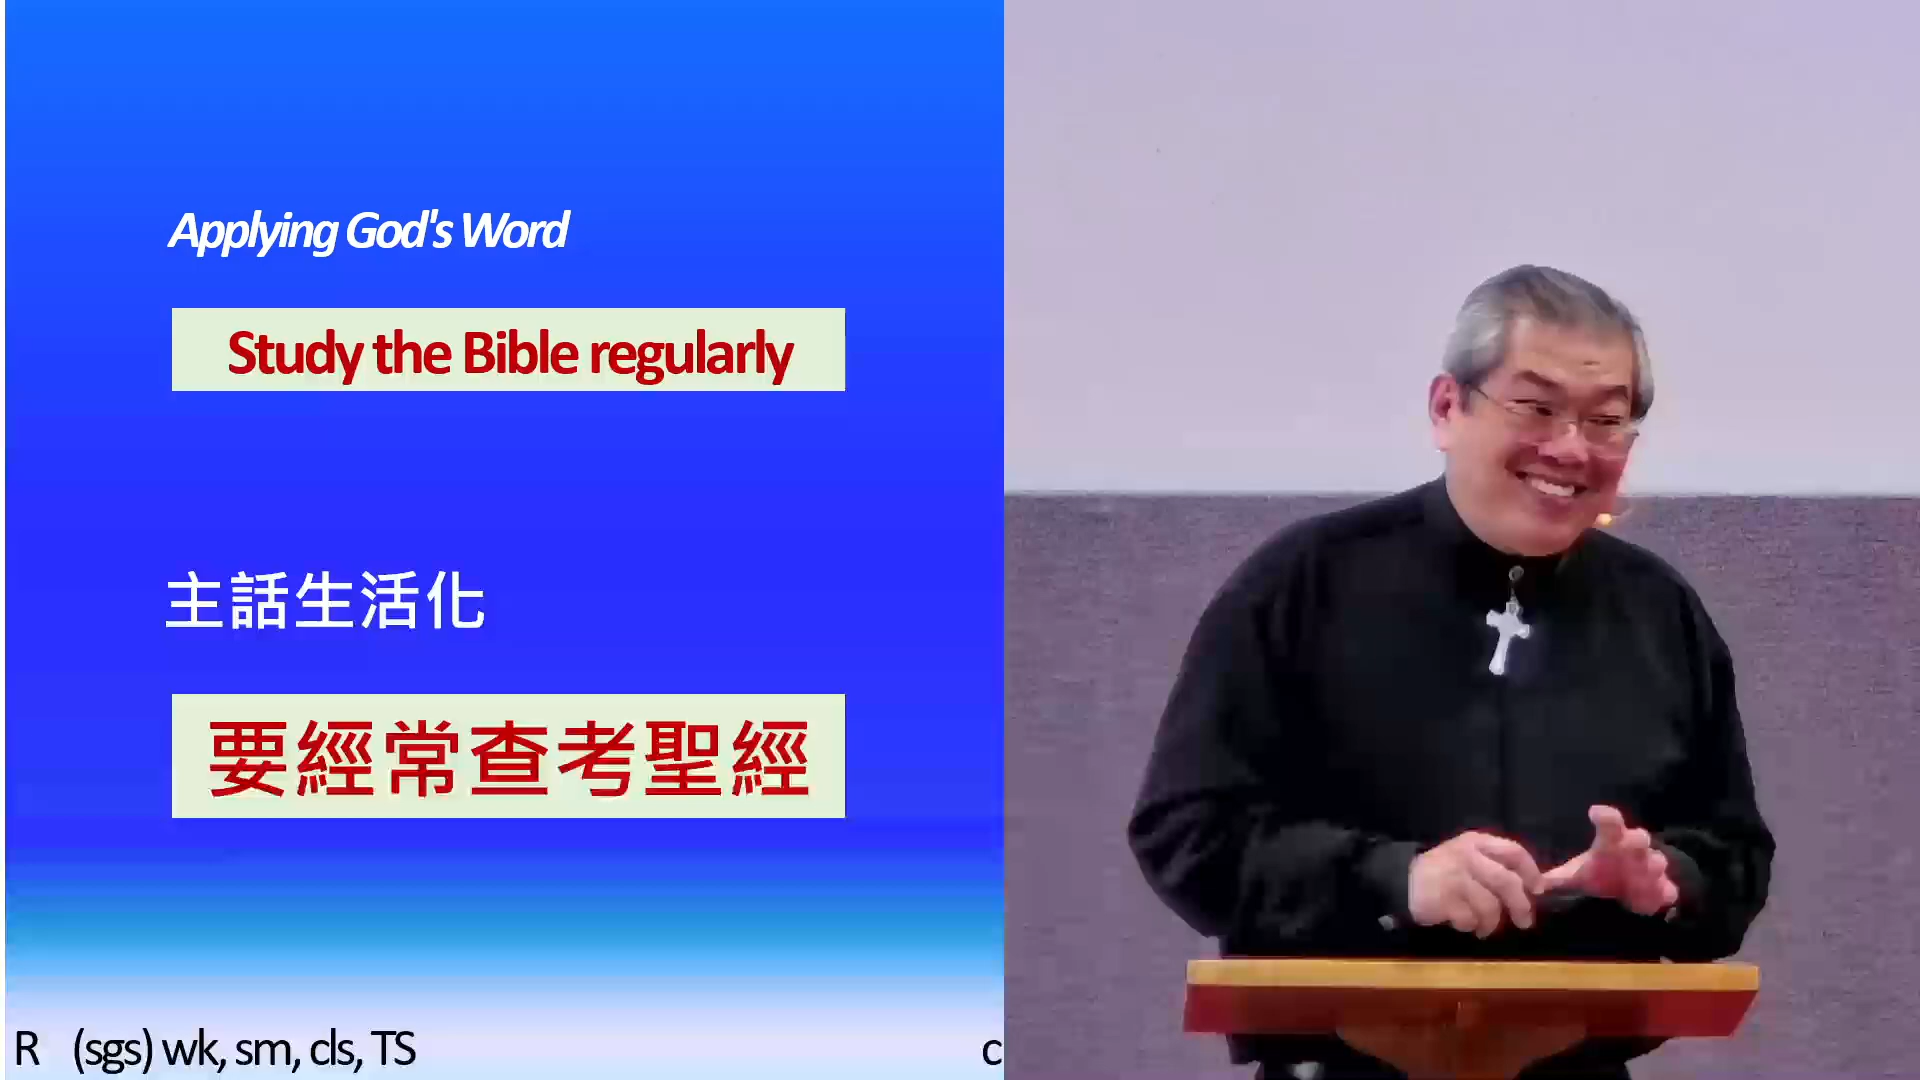 Applying God's Word
Study the Bible regularly
主話生活化
要經常查考聖經
R (sgs) wk, sm, cls, TS
c